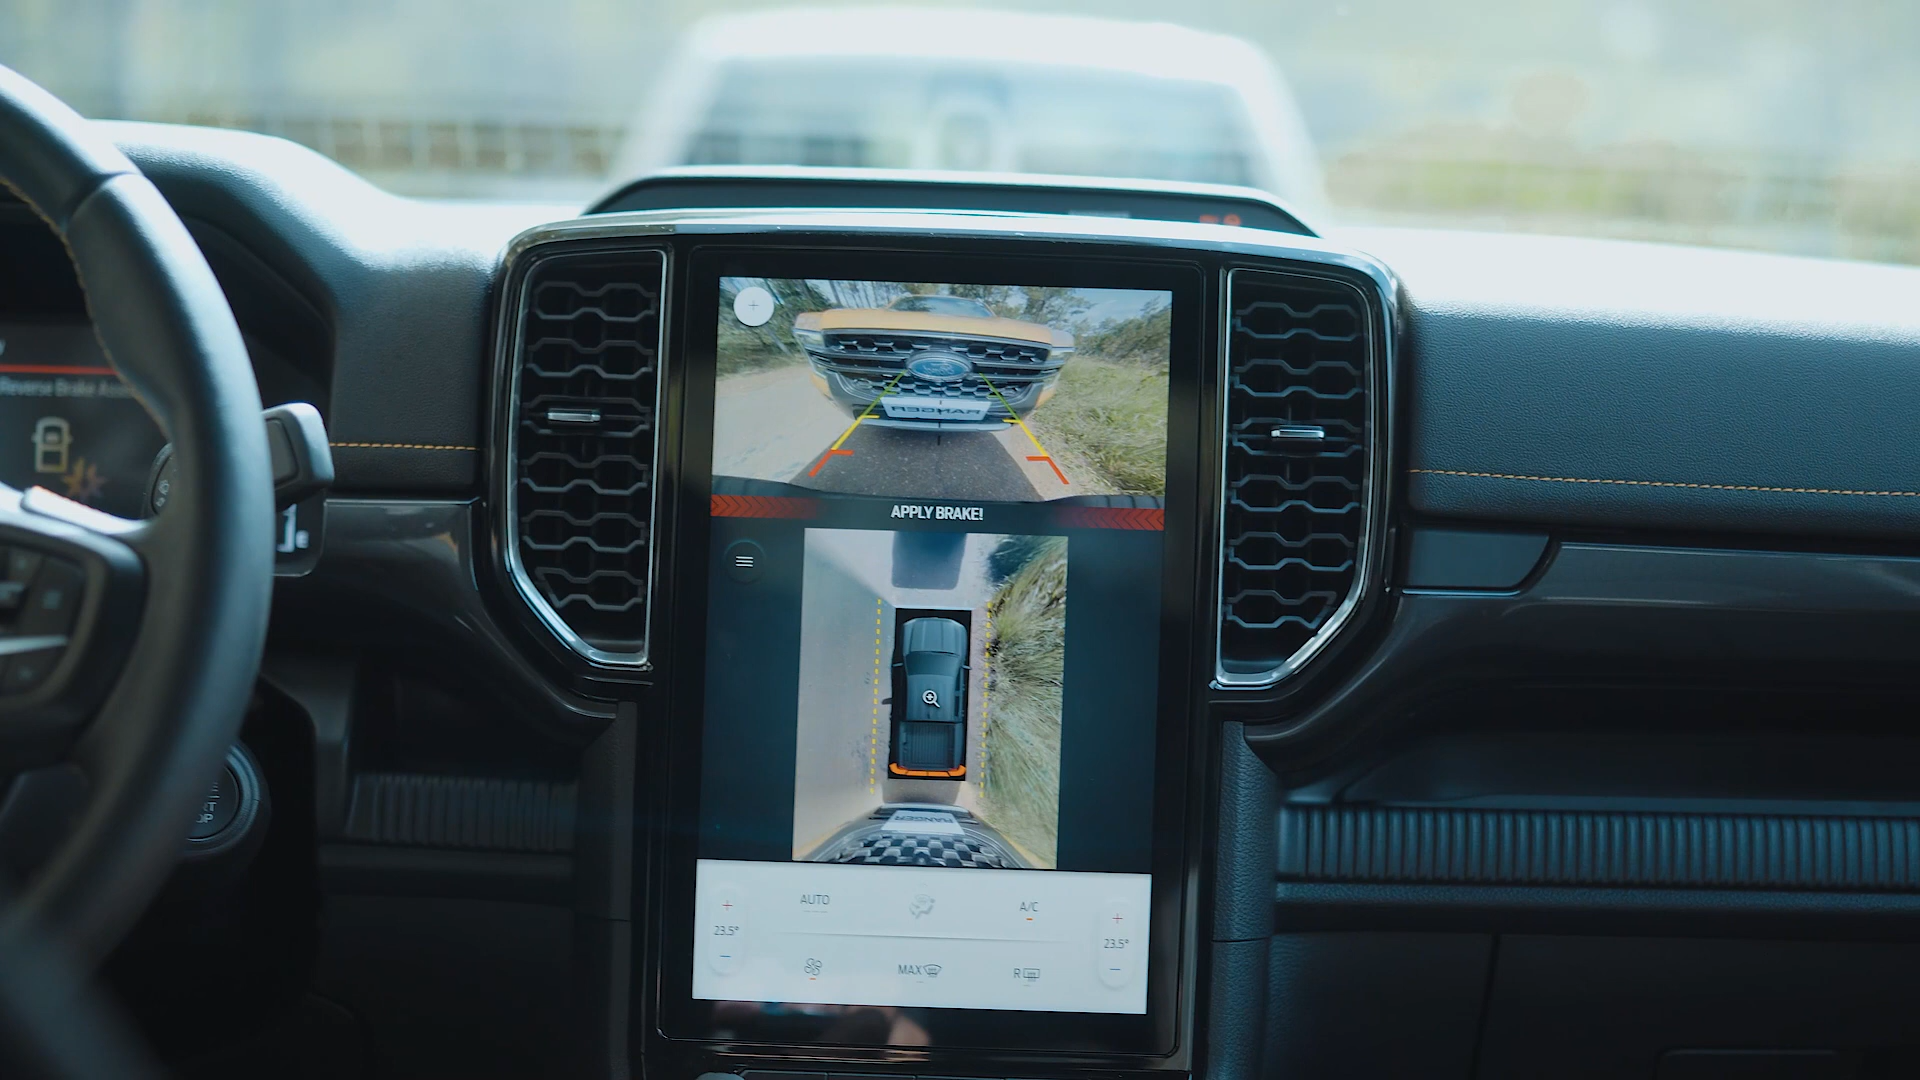 Reverse Brake Assi
RANGER
APPLY BRAKE!
RANGER
AUTO
A/C
23.5°
23.5°
MAX
R